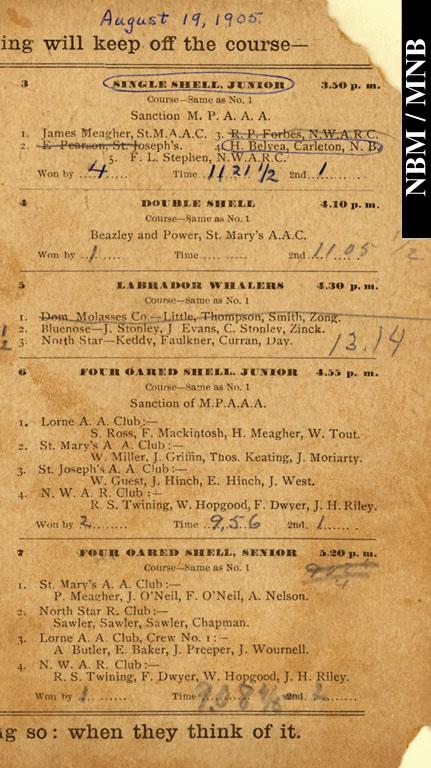 August 19, 1905.
ing will keep off the course—
NBM / MNB
3 SINGLE SHELL, JUNIOR 3.50 p. m.
Course—Same as No. 1
Sanction M. P. A. A. A.
1. James Meagher, St.M.A.A.C. 3. R. P. Forbes, N.W.A.R.C.
2. E Pearson, St. Joseph's. 4. H. Belyea, Carleton, N. B.
5. F. L. Stephen, N.W.A.R.C.
Won by 4 Time 11 21 1/2 2nd 1
4 DOUBLE SHELL 4.10 p. m.
Course—Same as No. 1
Beazley and Power, St. Mary's A.A.C.
Won by 1 Time 2nd 11 05 1/2
5 LABRADOR WHALERS 4.30 p. m.
Course—Same as No. 1
1. Dom Molasses Co—Little, Thompson, Smith, Zong.
1 2. Bluenose—J. Stonley, J Evans, C. Stonley, Zinck.
2 3. North Star—Keddy, Faulkner, Curran, Day. 13.14
6 FOUR OARED SHELL. JUNIOR 4.55 p. m.
Course—Same as No. 1
Sanction of M.P.A.A.A.
1. Lorne A. A. Club:—
S. Ross, F. Mackintosh, H. Meagher, W. Tout.
2. St. Mary's A A. Club:—
W. Miller, J. Griffin, Thos. Keating, J. Moriarty.
3. St. Joseph's A. A. Club:—
W. Guest, J. Hinch, E. Hinch, J. West.
4. N. W. A. R. Club:—
R. S. Twining, W. Hopgood, F. Dwyer, J. H. Riley.
Won by 2 Time 9,56 2nd. 1
7 FOUR OARED SHELL, SENIOR 5.20 p. m.
Course—Same as No. 1
1. St. Mary's A. A. Club:—
P. Meagher, J. O'Neil, F. O'Neil, A. Nelson.
2. North Star R. Club:—
Sawler, Sawler, Sawler, Chapman.
3. Lorne A. A. Club, Crew No. 1:—
A Butler, E. Baker, J. Preeper, J. Wournell.
4. N. W. A. R. Club:—
R. S. Twining, F. Dwyer, W. Hopgood, J. H. Riley.
Won by 1 Time 2nd. 2
ng so: when they think of it.